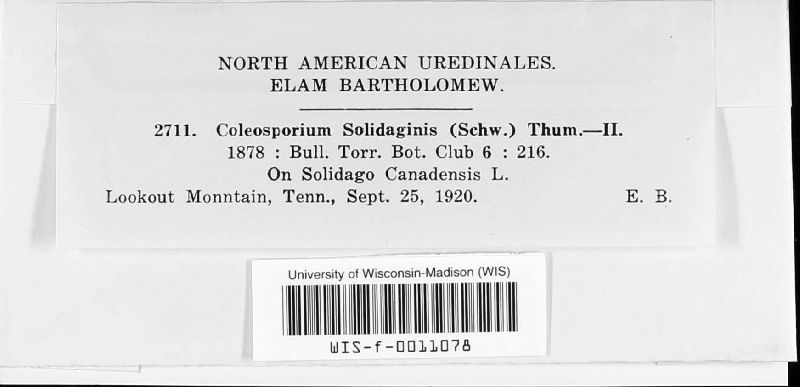 NORTH AMERICAN UREDINALES.
ELAM BARTHOLOMEW.
2711. Coleosporium Solidaginis (Schw.) Thum.—II.
1878 : Bull. Torr. Bot. Club 6 : 216.
On Solidago Canadensis L.
Lookout Monntain, Tenn., Sept. 25, 1920. E. B.
University of Wisconsin-Madison (WIS)
WIS-f-0011078